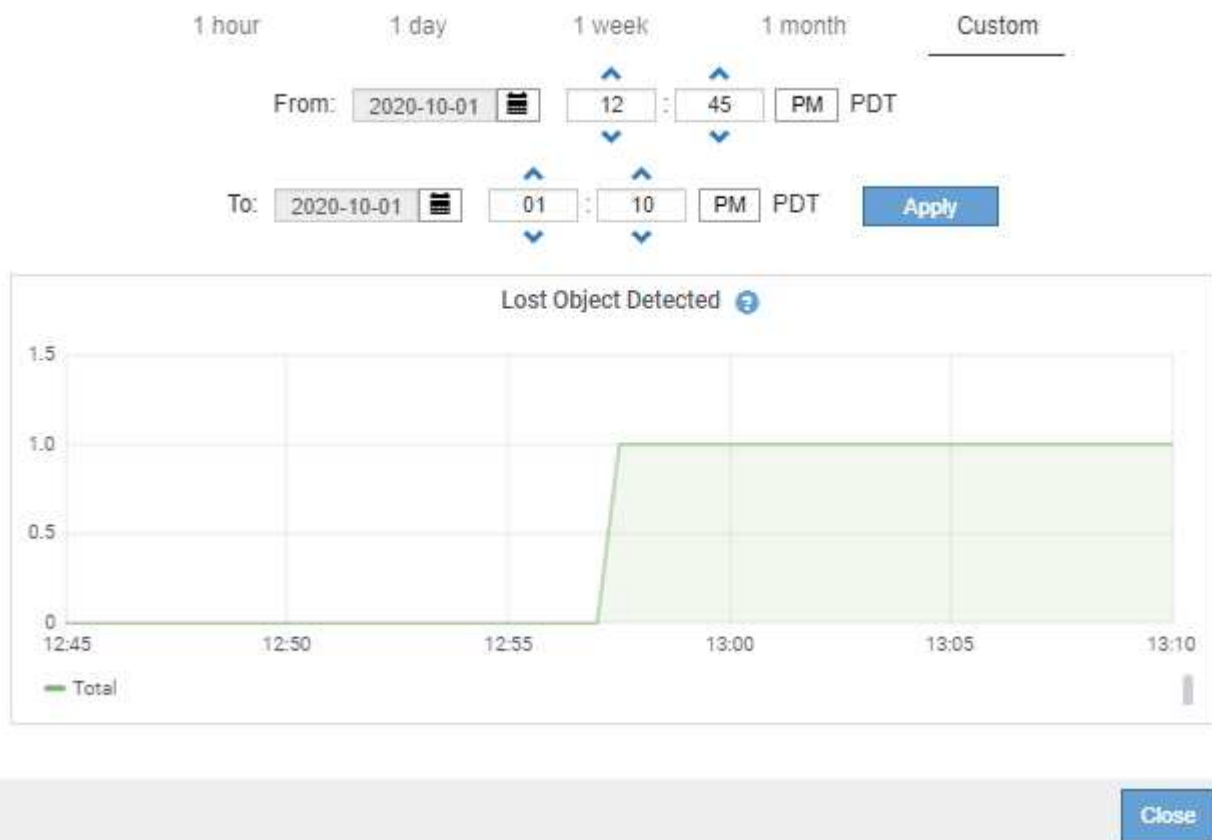 1 hour 1 day 1 week 1 month Custom
From: 2020-10-01 12 : 45 PM PDT
To: 2020-10-01 01 : 10 PM PDT Apply
Lost Object Detected ?
1.5
1.0
0.5
0
12:45 12:50 12:55 13:00 13:05 13:10
Total
Close